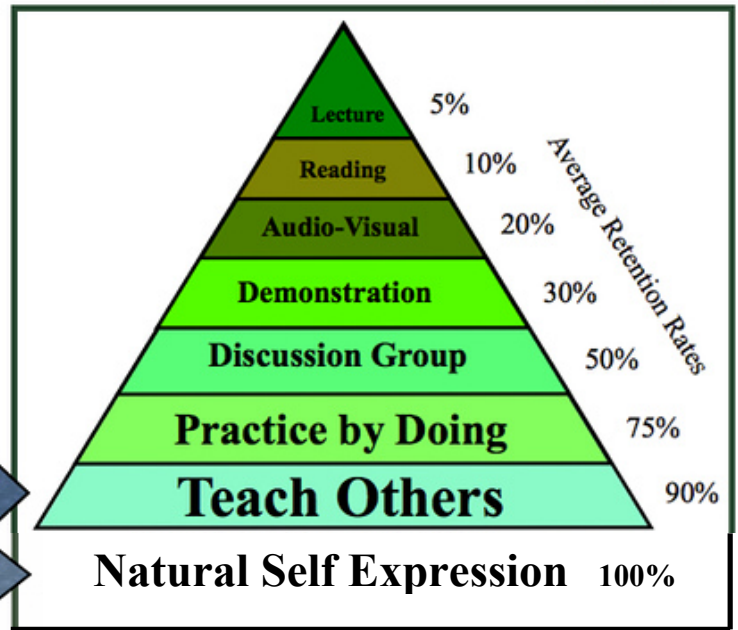 Lecture 5%
Reading 10%
Audio-Visual 20%
Demonstration 30%
Discussion Group 50%
Practice by Doing 75%
Teach Others 90%
Natural Self Expression 100%
Average Retention Rates